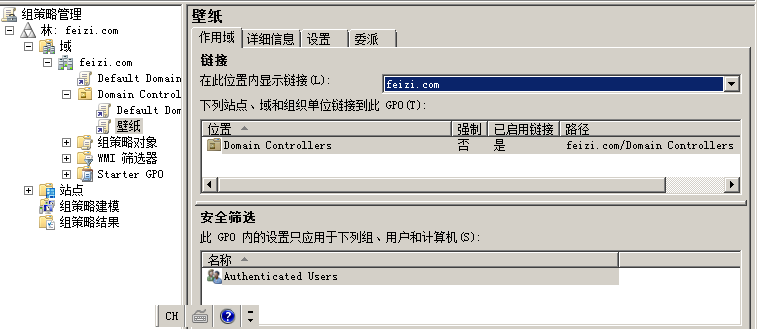 组策略管理
林: feizi.com
域
feizi.com
Default Domain
Domain Control
Default Dom
壁纸
组策略对象
WMI 筛选器
Starter GPO
站点
组策略建模
组策略结果
壁纸
作用域 详细信息 设置 委派
链接
在此位置内显示链接(L): feizi.com
下列站点、域和组织单位链接到此 GPO(T):
位置 强制 已启用链接 路径
Domain Controllers 否 是 feizi.com/Domain Controllers
安全筛选
此 GPO 内的设置只应用于下列组、用户和计算机(S):
名称
Authenticated Users
CH